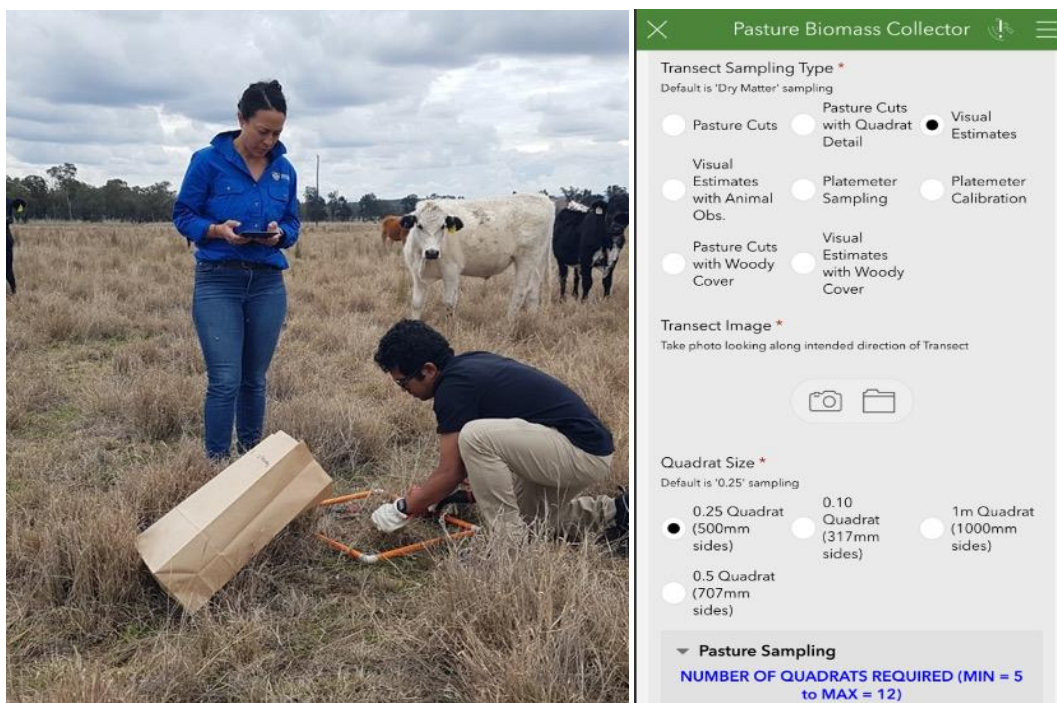 Pasture Biomass Collector
Transect Sampling Type *
Default is 'Dry Matter' sampling
Pasture Cuts
Pasture Cuts
with Quadrat
Detail
Visual
Estimates
Visual
Estimates
with Animal
Obs.
Platemeter
Sampling
Platemeter
Calibration
Pasture Cuts
with Woody
Cover
Visual
Estimates
with Woody
Cover
Transect Image *
Take photo looking along intended direction of Transect
Quadrat Size *
Default is '0.25' sampling
0.25 Quadrat
(500mm
sides)
0.10
Quadrat
(317mm
sides)
1m Quadrat
(1000mm
sides)
0.5 Quadrat
(707mm
sides)
Pasture Sampling
NUMBER OF QUADRATS REQUIRED (MIN = 5
to MAX = 12)